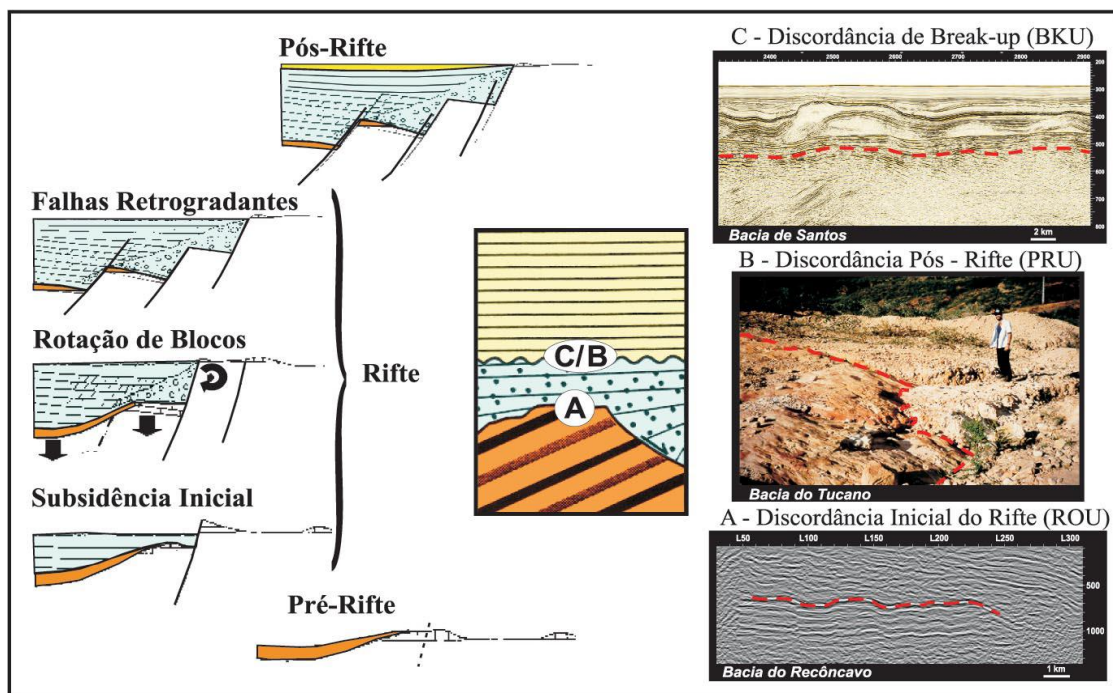 Pós-Rifte
Falhas Retrogradantes
Rotação de Blocos
Rifte
Subsidência Inicial
Pré-Rifte
C/B
A
C - Discordância de Break-up (BKU)
2400 2500 2600 2700 2800 2900
200
300
400
500
600
700
800
Bacia de Santos
2 km
B - Discordância Pós - Rifte (PRU)
Bacia do Tucano
A - Discordância Inicial do Rifte (ROU)
L50 L100 L150 L200 L250 L300
500
1000
Bacia do Recôncavo
1 km